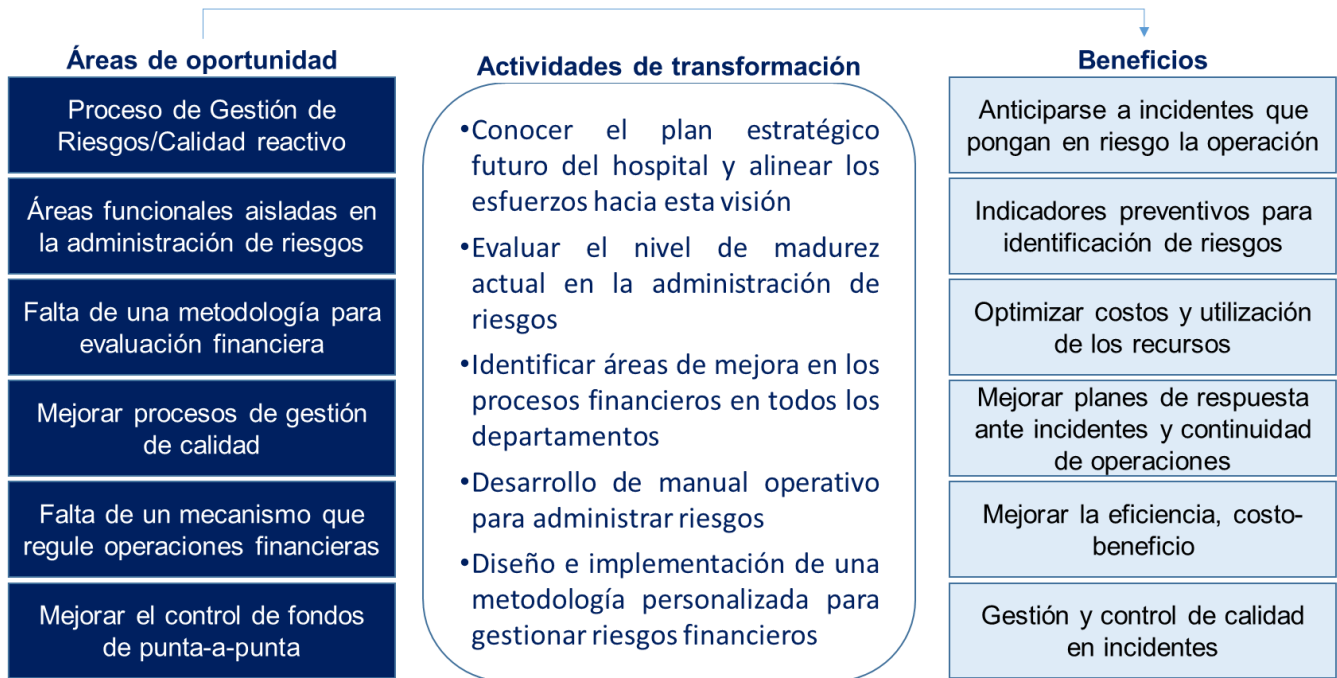 Áreas de oportunidad
Proceso de Gestión de
Riesgos/Calidad reactivo
Áreas funcionales aisladas en
la administración de riesgos
Falta de una metodología para
evaluación financiera
Mejorar procesos de gestión
de calidad
Falta de un mecanismo que
regule operaciones financieras
Mejorar el control de fondos
de punta-a-punta
Actividades de transformación
•Conocer el plan estratégico
futuro del hospital y alinear los
esfuerzos hacia esta visión
•Evaluar el nivel de madurez
actual en la administración de
riesgos
•Identificar áreas de mejora en los
procesos financieros en todos los
departamentos
•Desarrollo de manual operativo
para administrar riesgos
•Diseño e implementación de una
metodología personalizada para
gestionar riesgos financieros
Beneficios
Anticiparse a incidentes que
pongan en riesgo la operación
Indicadores preventivos para
identificación de riesgos
Optimizar costos y utilización
de los recursos
Mejorar planes de respuesta
ante incidentes y continuidad
de operaciones
Mejorar la eficiencia, costo-
beneficio
Gestión y control de calidad
en incidentes